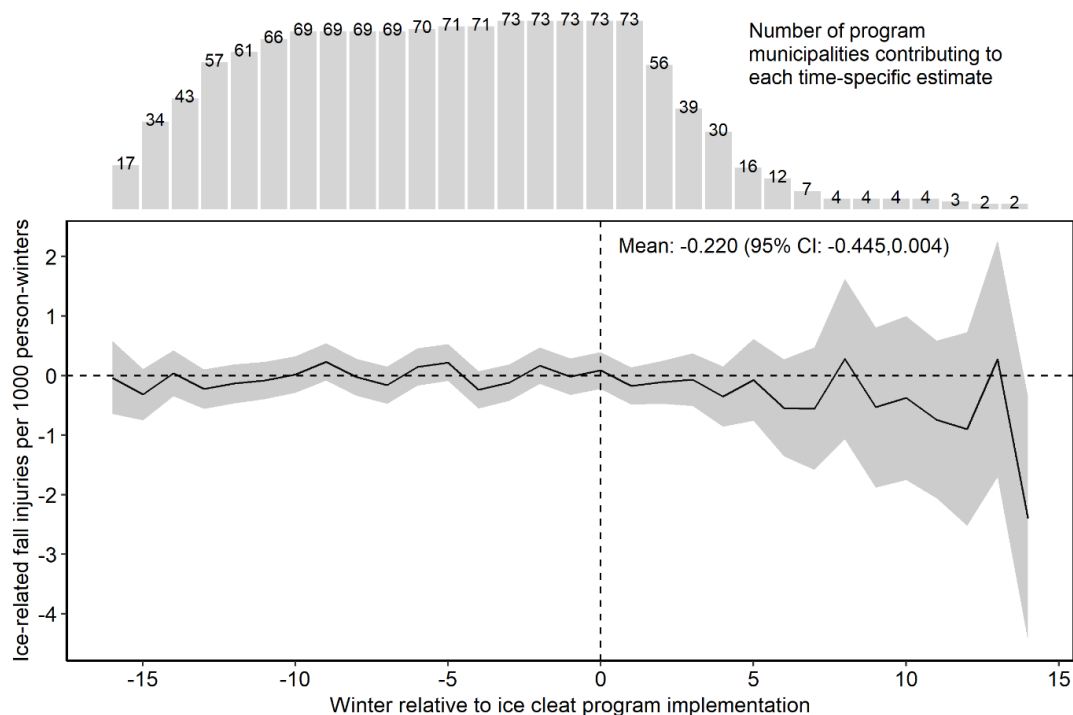 17 34 43 57 61 66 69 69 69 69 70 71 71 73 73 73 73 73 56 39 30 16 12 7 4 4 4 4 3 2 2
Number of program
municipalities contributing to
each time-specific estimate
Mean: -0.220 (95% CI: -0.445,0.004)
Ice-related fall injuries per 1000 person-winters
2
1
0
-1
-2
-3
-4
-15 -10 -5 0 5 10 15
Winter relative to ice cleat program implementation